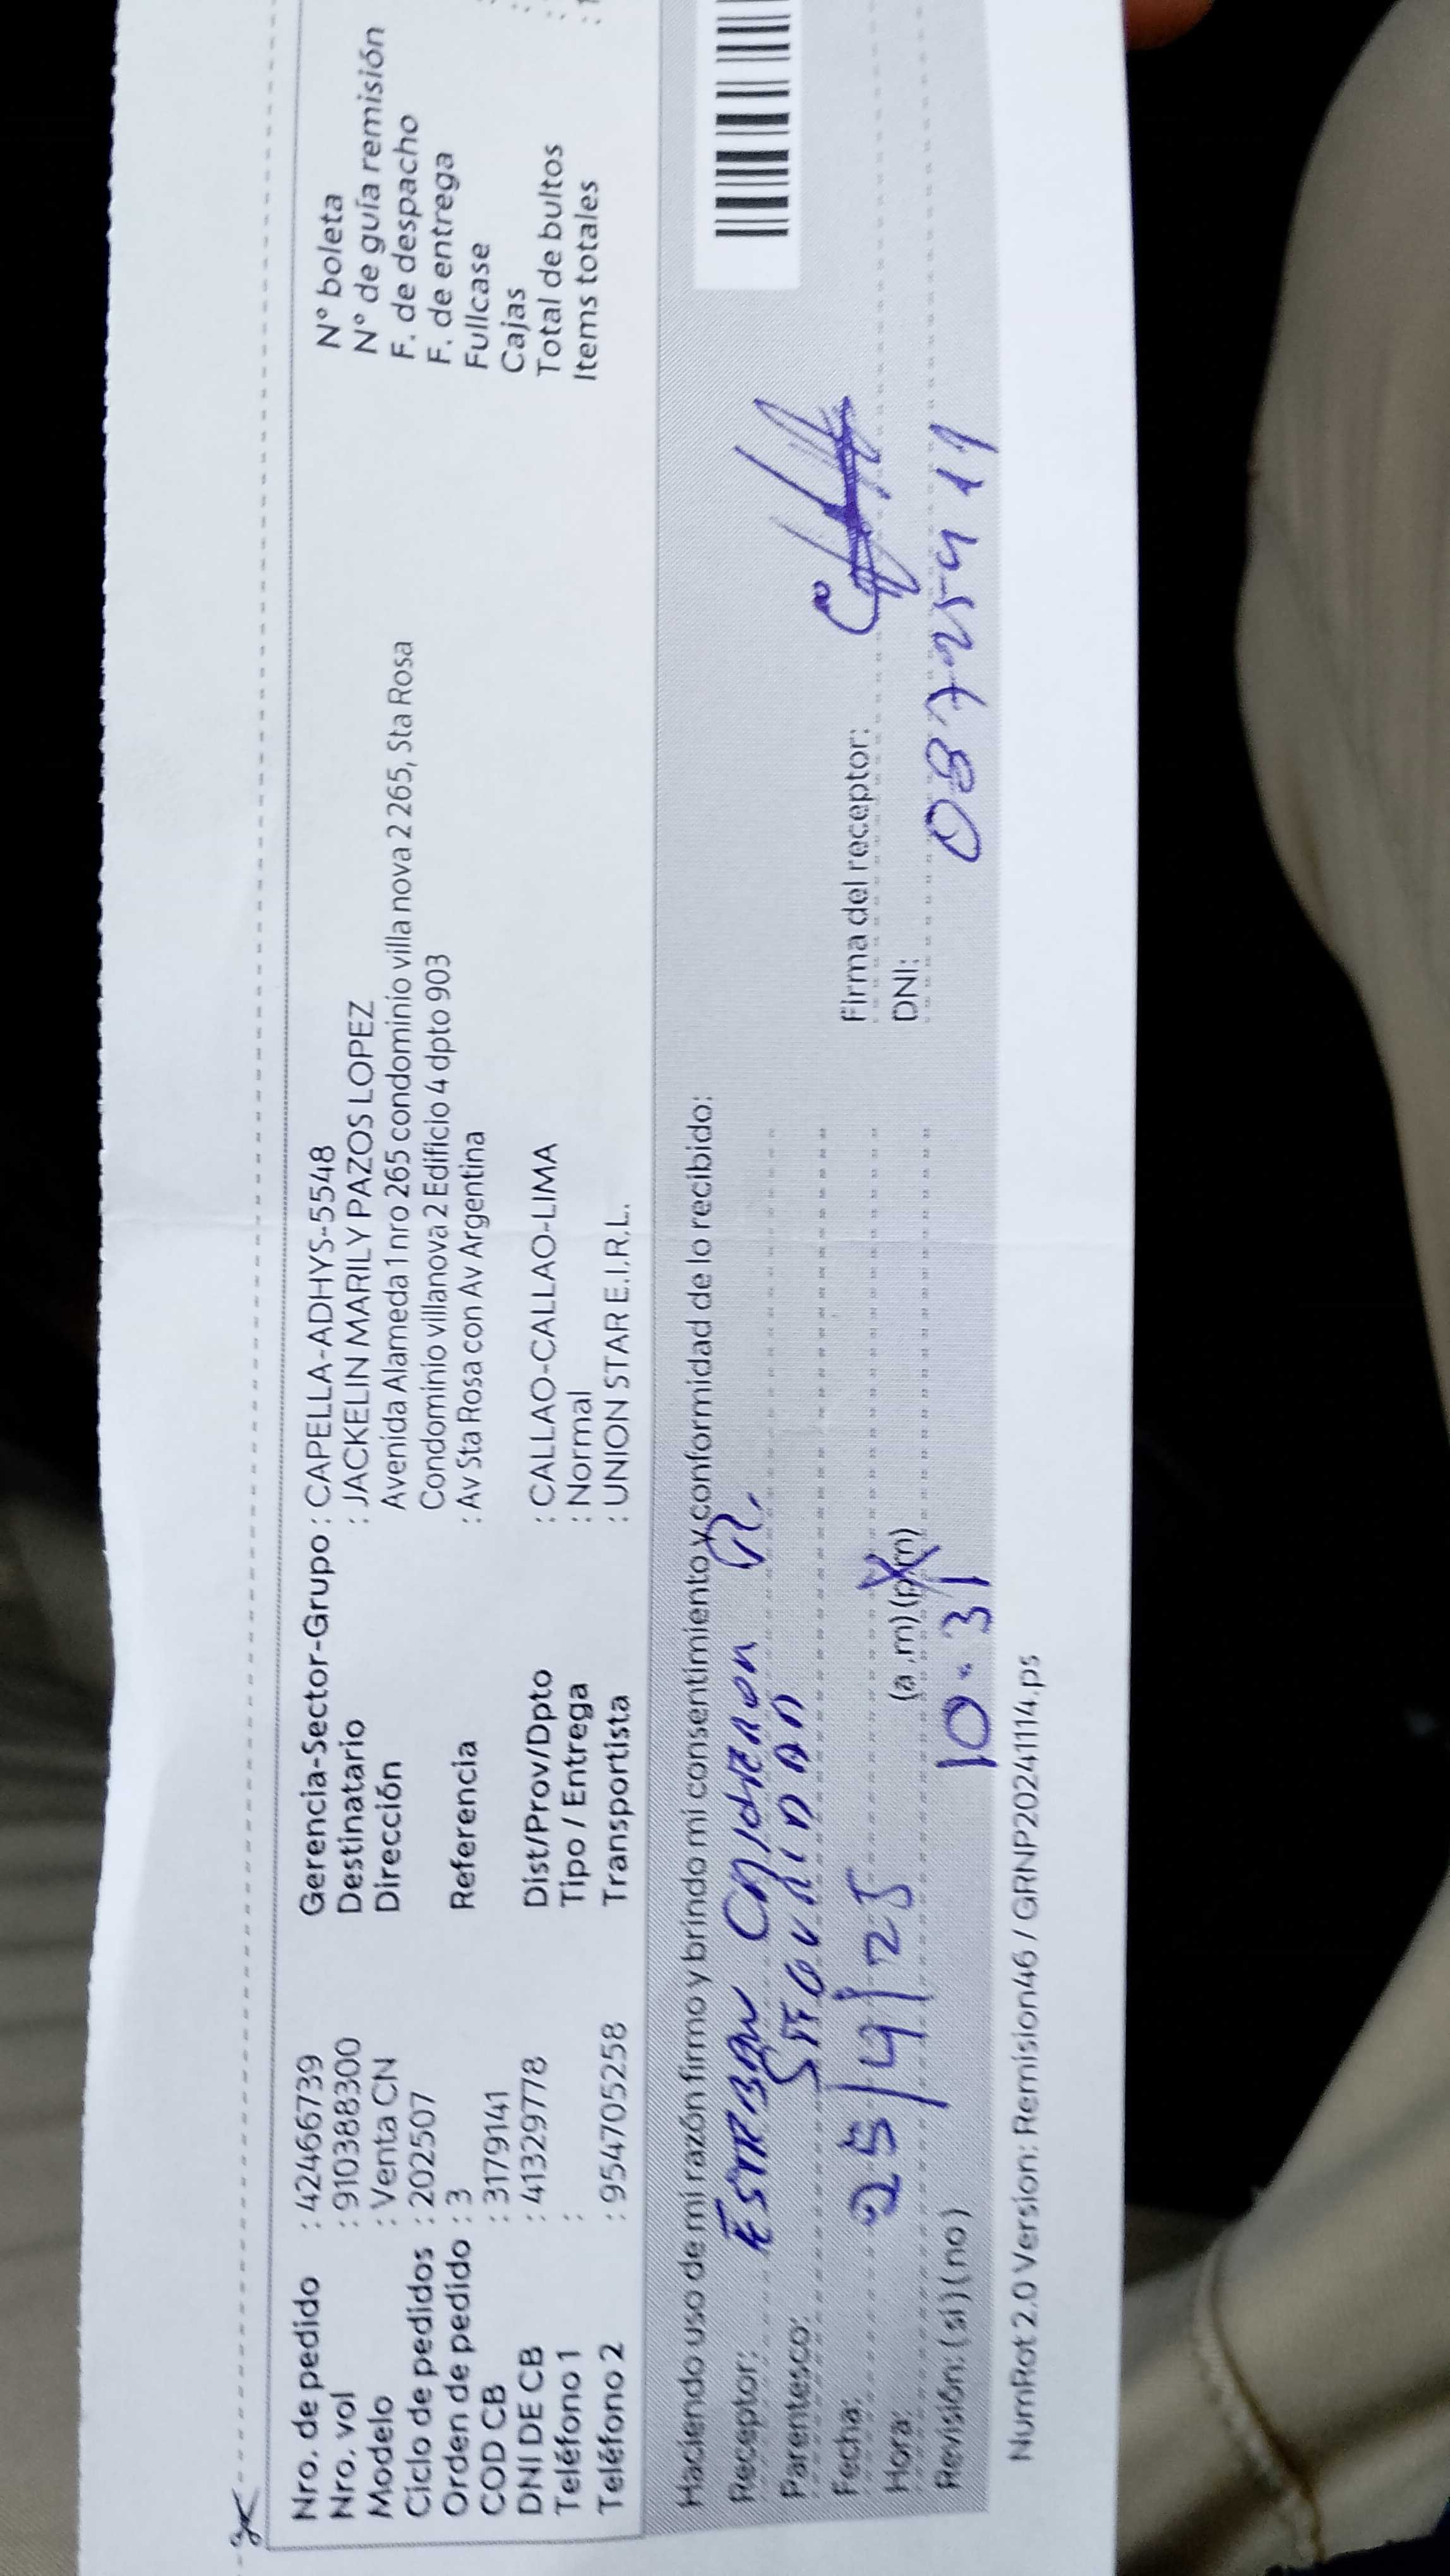 Nro. de pedido : 42466739
Nro. vol : 9103888300
Modelo : Venta CN
Ciclo de pedidos : 202507
Orden de pedido : 3
COD CB : 3179141
DNI DE CB : 41329778
Teléfono 1 :
Teléfono 2 : 954705258
Gerencia-Sector-Grupo : CAPELLA-ADHYS-5548
Destinatario : JACKELIN MARILY PAZOS LOPEZ
Dirección Avenida Alameda 1 nro 265 condominio villa nova 2 265, Sta Rosa
Condominio villanova 2 Edificio 4 dpto 903
Referencia : Av Sta Rosa con Av Argentina
Dist/Prov/Dpto : CALLAO-CALLAO-LIMA
Tipo / Entrega : Normal
Transportista : UNION STAR E.I.R.L.
N° boleta
N° de guía remisión
F. de despacho
F. de entrega
Fullcase
Cajas
Total de bultos
Items totales
Haciendo uso de mi razón firmo y brindo mi consentimiento y conformidad de lo recibido:
Receptor: ESTEBAN Calderon R.
Parentesco:
Fecha: 25/4/25
Hora: (a.m) (p.m)
10:31
Revisión: (si) (no)
Firma del receptor:
DNI: 08725411
NumRot 2.0 Version: Remision46 / GRNP20241114.ps